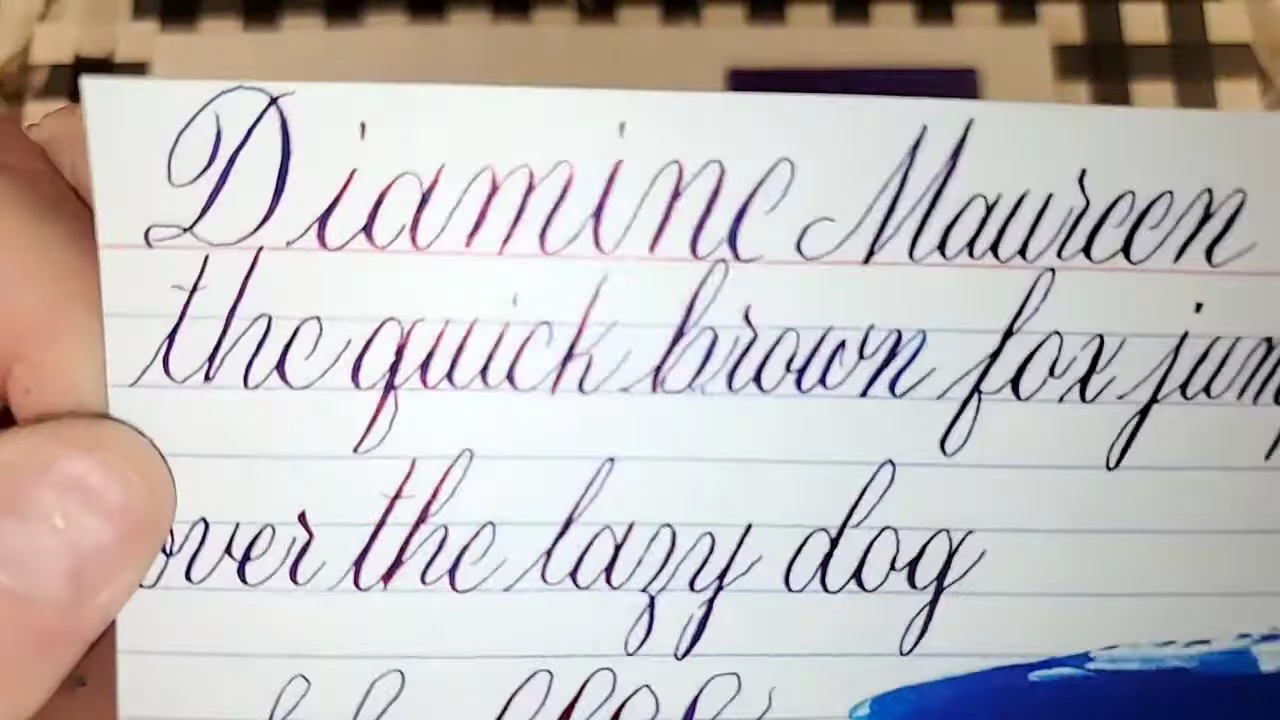 Diamine Maureen
the quick brown fox jum
over the lazy dog